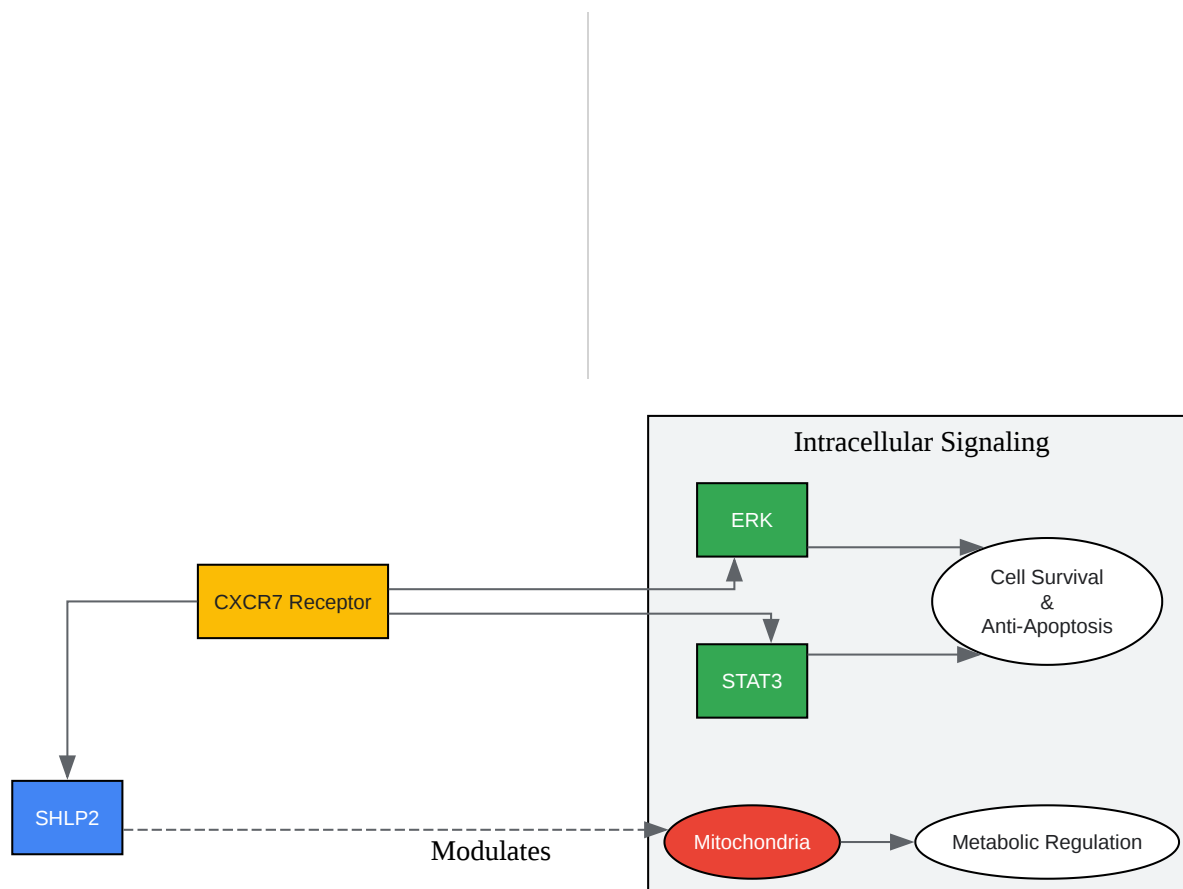 Intracellular Signaling
ERK
CXCR7 Receptor
Cell Survival
&
Anti-Apoptosis
STAT3
SHLP2
Modulates
Mitochondria
Metabolic Regulation